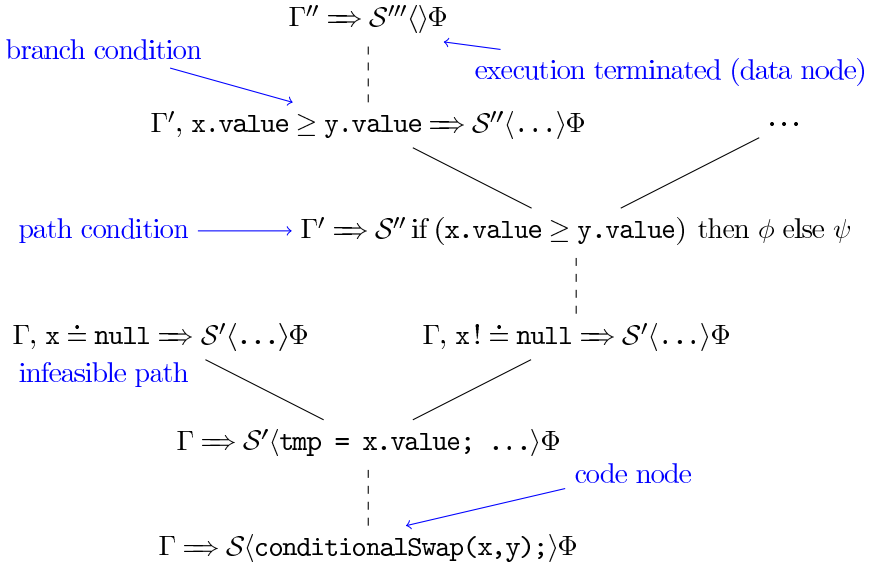 Γ′′ ⟹ 𝒮′′′⟨⟩Φ
branch condition
execution terminated (data node)
Γ′, x.value ≥ y.value ⟹ 𝒮′′⟨...⟩Φ
···
path condition
Γ′ ⟹ 𝒮′′ if (x.value ≥ y.value) then ϕ else ψ
Γ, x ≐ null ⟹ 𝒮′⟨...⟩Φ
Γ, x ! ≐ null ⟹ 𝒮′⟨...⟩Φ
infeasible path
Γ ⟹ 𝒮′⟨tmp = x.value; ...⟩Φ
code node
Γ ⟹ 𝒮⟨conditionalSwap(x,y);⟩Φ